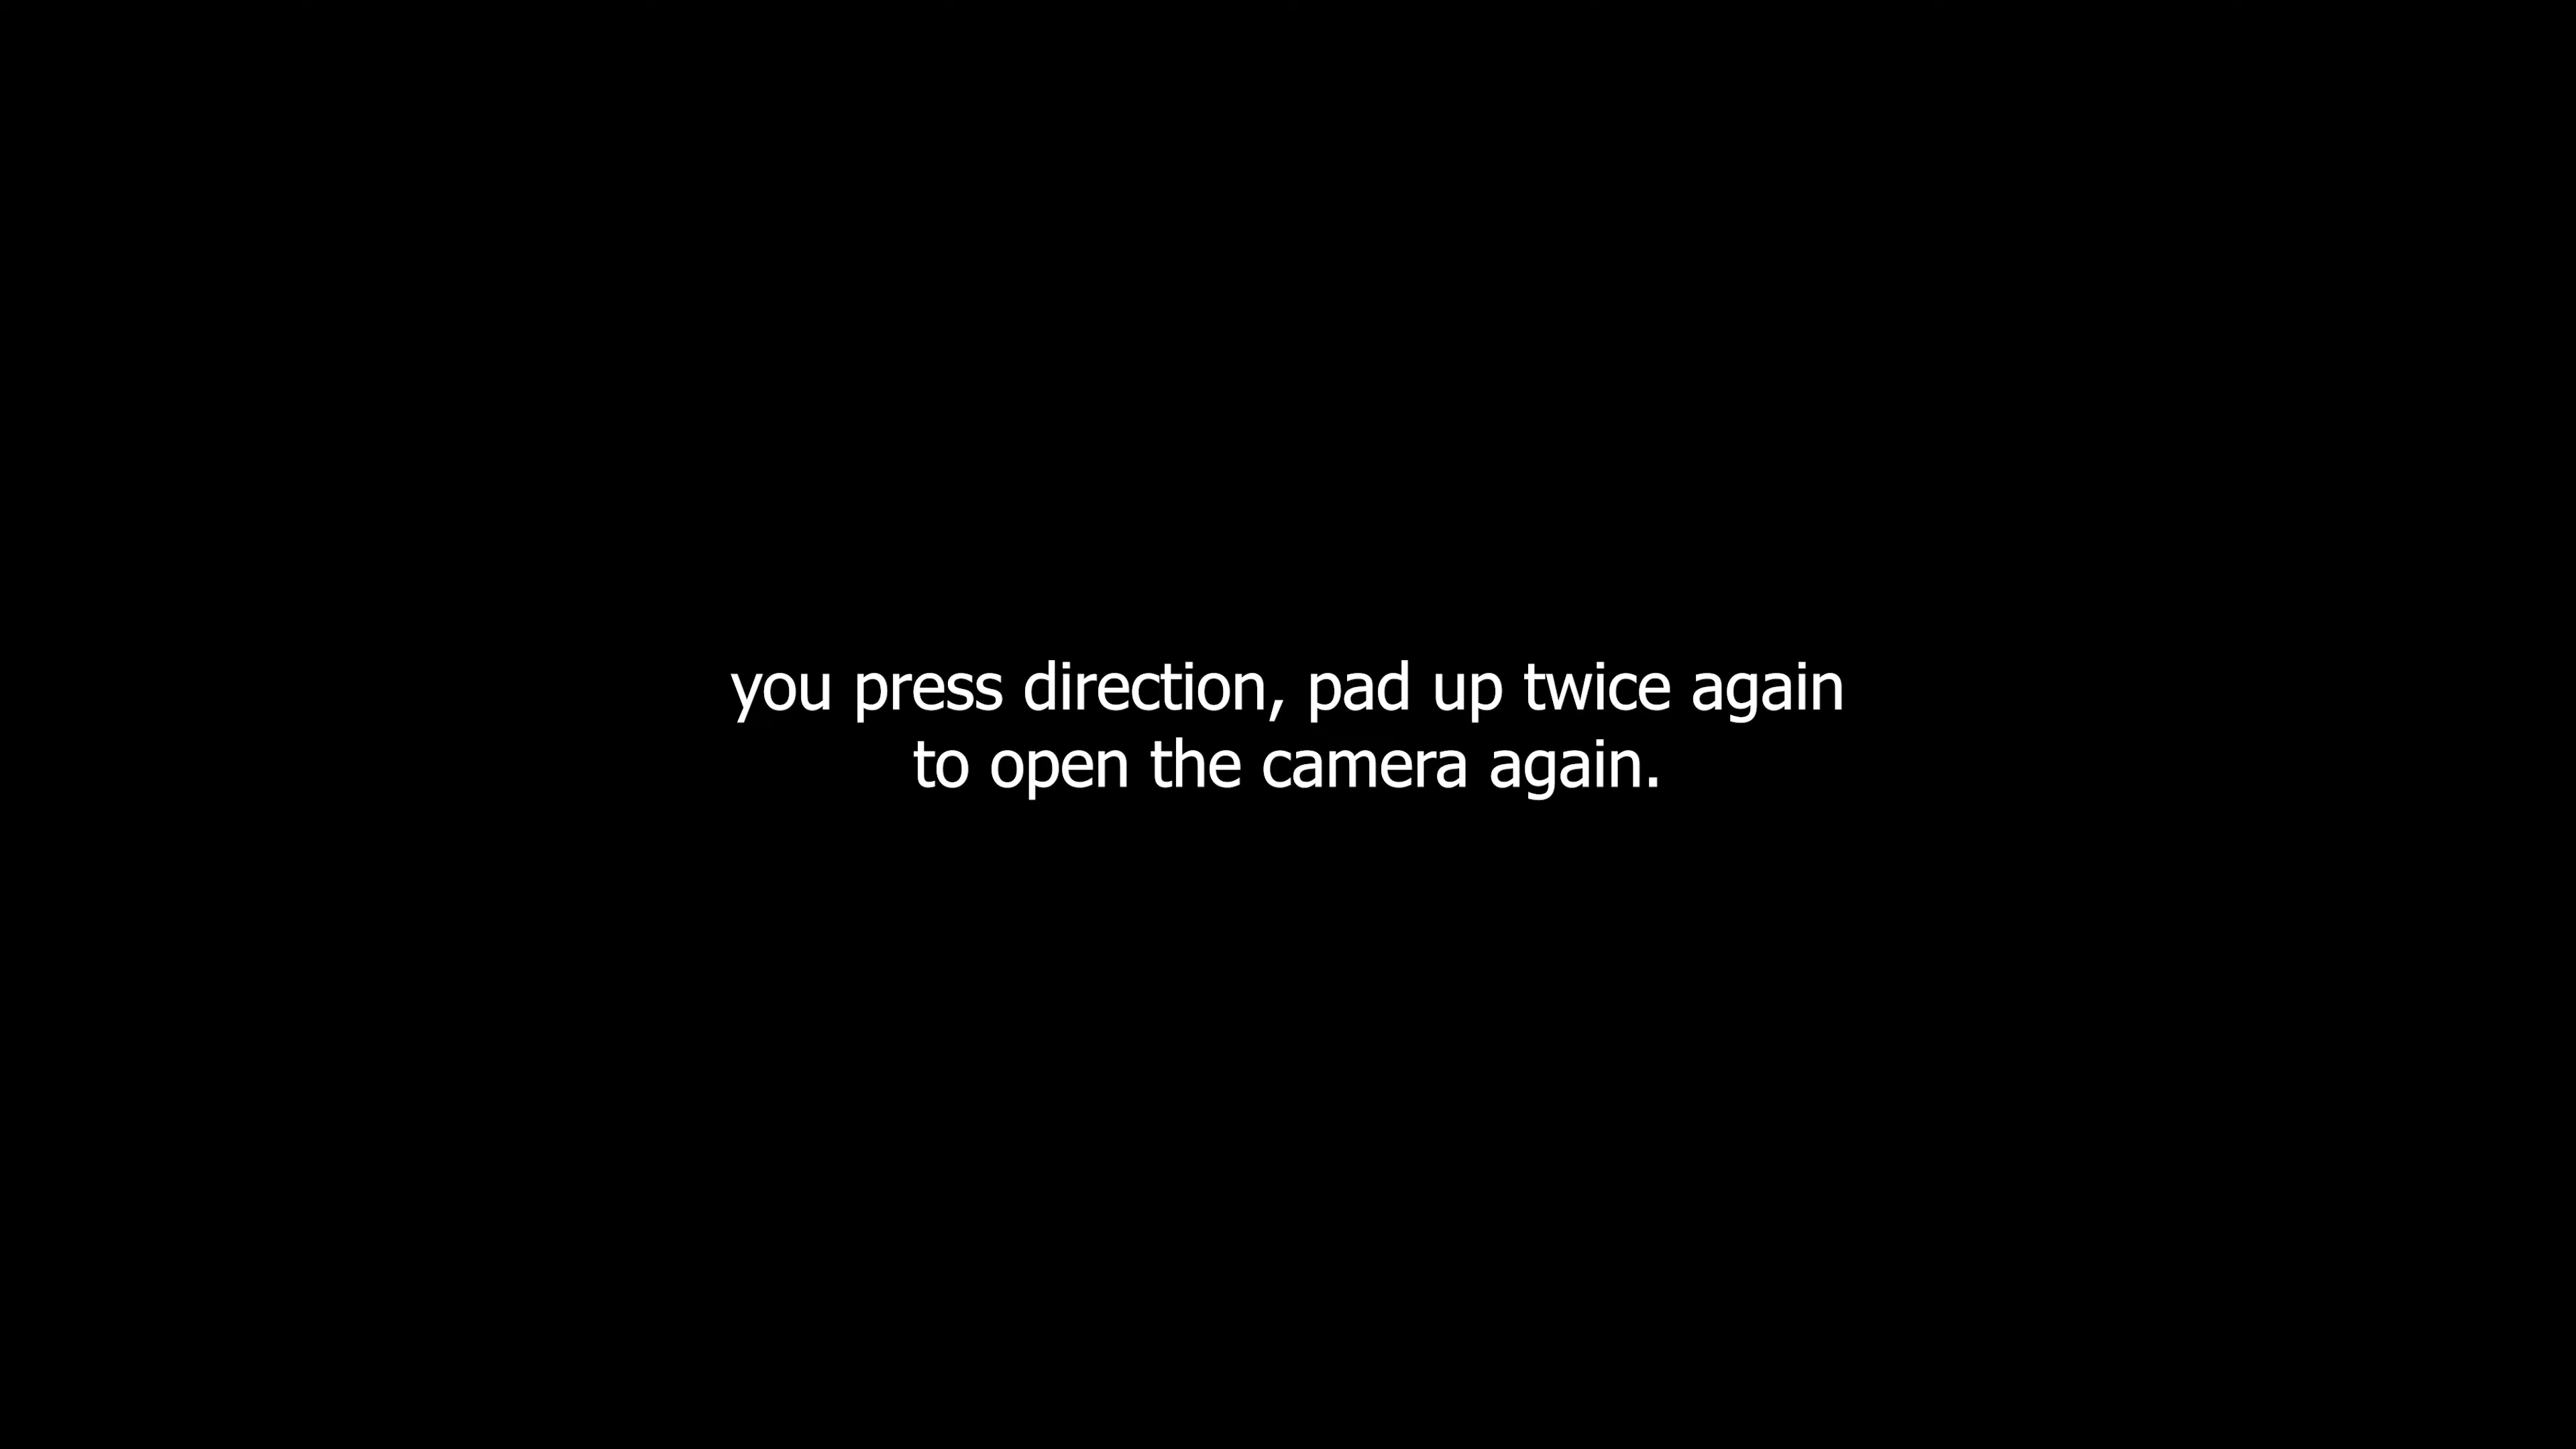 you press direction, pad up twice again
to open the camera again.